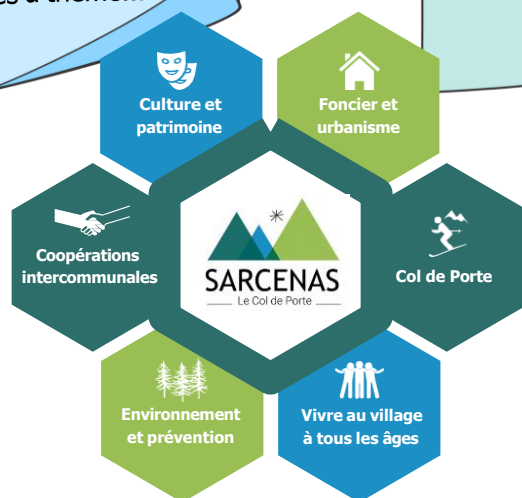 Culture et
patrimoine
Foncier et
urbanisme
Coopérations
intercommunales
SARCENAS
Le Col de Porte
Col de Porte
Environnement
et prévention
Vivre au village
à tous les âges